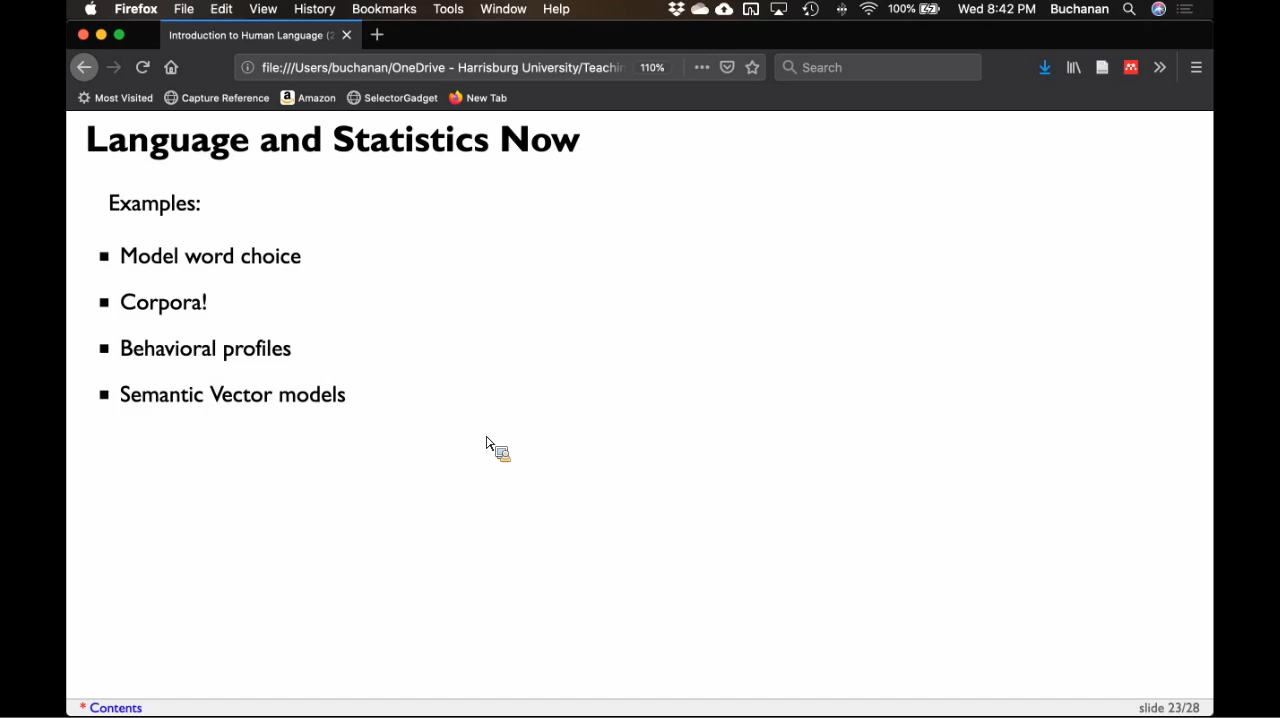 Firefox File Edit View History Bookmarks Tools Window Help 100% Wed 8:42 PM Buchanan
Introduction to Human Language (2
file:///Users/buchanan/OneDrive - Harrisburg University/Teachin 110% Search
Most Visited Capture Reference Amazon SelectorGadget New Tab
Language and Statistics Now
Examples:
Model word choice
Corpora!
Behavioral profiles
Semantic Vector models
* Contents slide 23/28